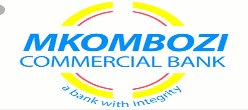 MKOMBOZI
COMMERCIAL BANK
a bank with integrity